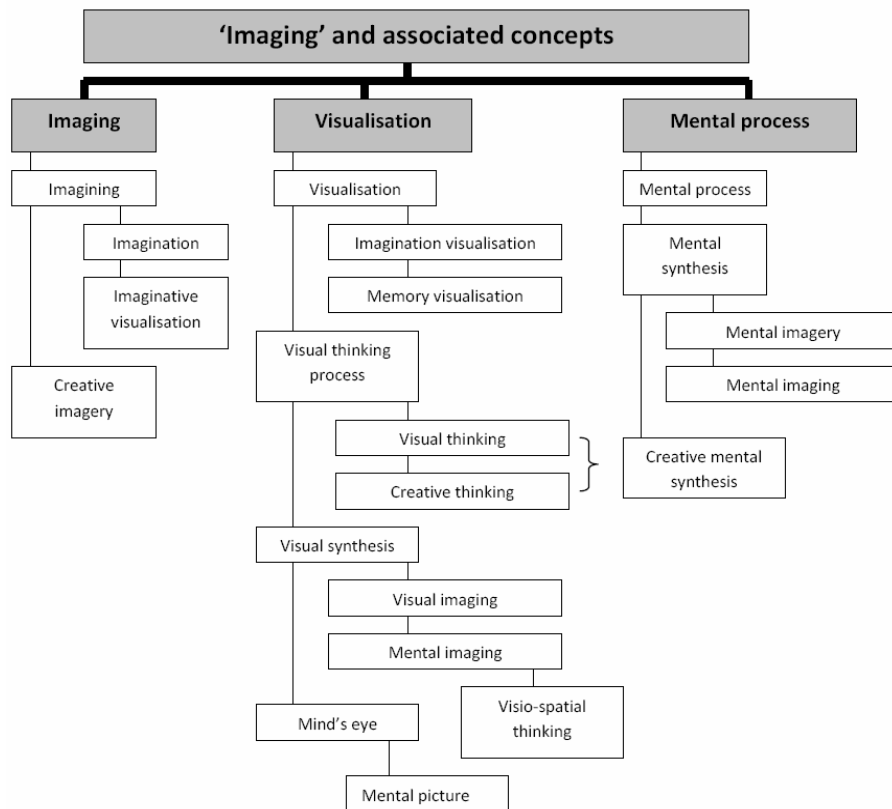 ‘Imaging’ and associated concepts
Imaging
Imagining
Imagination
Imaginative
visualisation
Creative
imagery
Visualisation
Visualisation
Imagination visualisation
Memory visualisation
Visual thinking
process
Visual thinking
Creative thinking
Visual synthesis
Visual imaging
Mental imaging
Visio-spatial
thinking
Mind’s eye
Mental picture
Mental process
Mental process
Mental
synthesis
Mental imagery
Mental imaging
Creative mental
synthesis